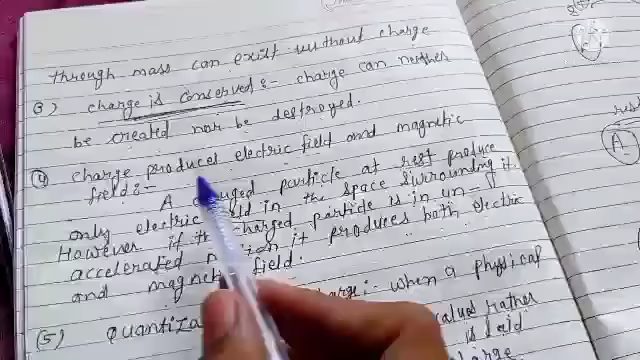 through mass can exist without charge
3) charge is conserved :- charge can neither
be created nor be destroyed.
(4) charge produces electric field and magnetic
field :-
A charged particle at rest produce
only electric field in the space surrounding it
However if the charged particle is in un-
accelerated motion it produces both electric
and magnetic field.
(5) charge :- when a physical
rather
is said
charge